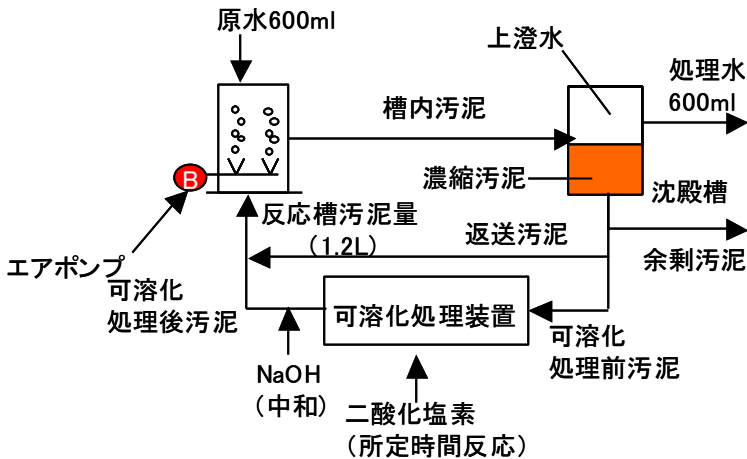 原水600ml
上澄水
処理水
600ml
槽内汚泥
B
濃縮汚泥
沈殿槽
反応槽汚泥量
(1.2L)
返送汚泥
余剰汚泥
エアポンプ
可溶化
処理後汚泥
可溶化処理装置
可溶化
処理前汚泥
NaOH
(中和)
二酸化塩素
(所定時間反応)